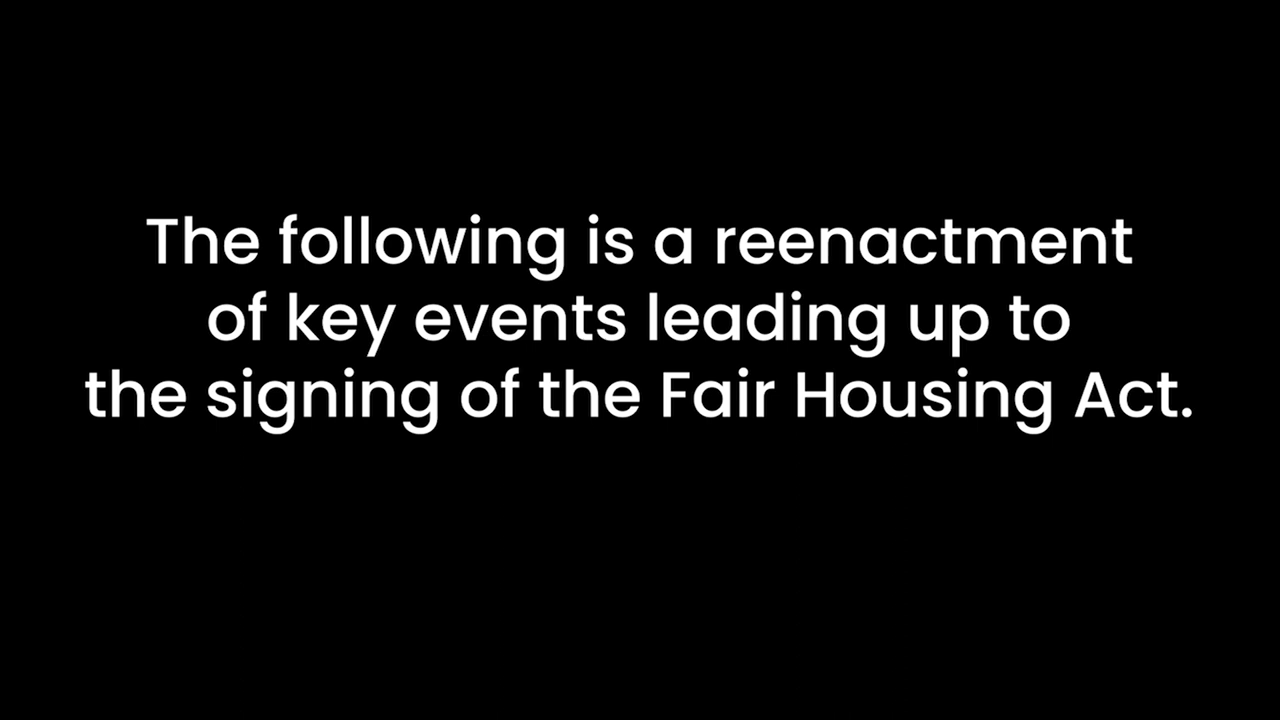 The following is a reenactment
of key events leading up to
the signing of the Fair Housing Act.